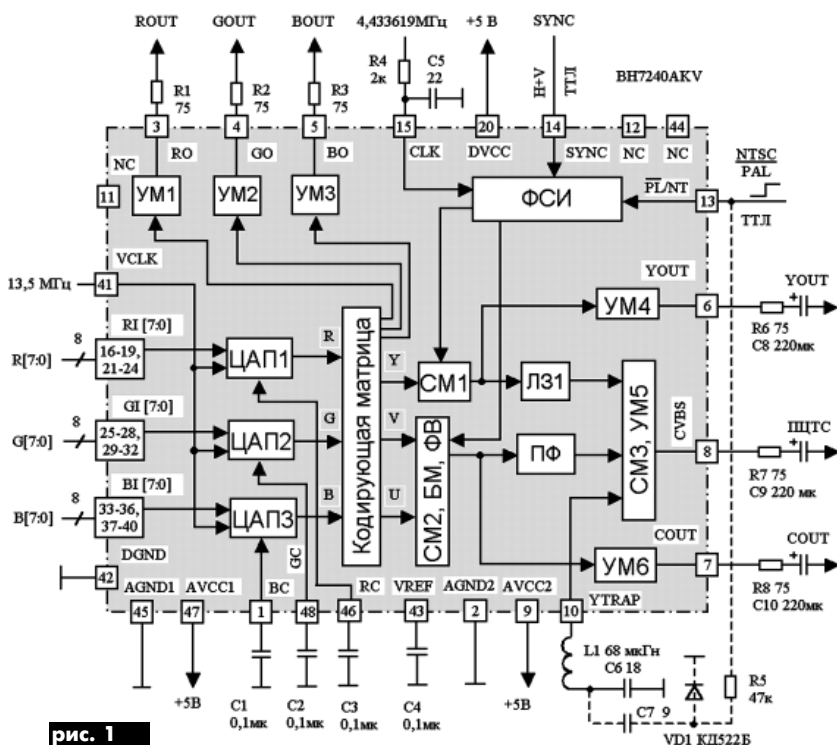 ROUT GOUT BOUT 4,433619МГц +5 В SYNC
R1 75
R2 75
R3 75
R4 2к
C5 22
H+V ТТЛ
BH7240AKV
3 4 5 15 20 14 12 44
NC RO GO BO CLK DVCC SYNC NC NC
NTSC
PAL
11 УМ1 УМ2 УМ3 ФСИ PL/NT 13
ТТЛ
VCLK
13,5 МГц 41
YOUT
УМ4 6 YOUT
R6 75
C8 220мк
RI [7:0]
R[7:0] 8 16-19, 21-24 ЦАП1 R
Кодирующая матрица
Y СМ1 ЛЗ1
GI [7:0]
G[7:0] 8 25-28, 29-32 ЦАП2 G
V СМ2, БМ, ФВ ПФ СМ3, УМ5
CVBS 8 ПЦТС
R7 75
C9 220 мк
BI [7:0]
B[7:0] 8 33-36, 37-40 ЦАП3 B
U
COUT
УМ6 7 COUT
R8 75
C10 220мк
DGND
42
AGND1 AVCC1 BC GC RC VREF AGND2 AVCC2 YTRAP
45 47 1 48 46 43 2 9 10
+5В
C1 0,1мк
C2 0,1мк
C3 0,1мк
C4 0,1мк
+5В
L1 68 мкГн
C6 18
C7 9
R5 47к
VD1 КД522Б
рис. 1